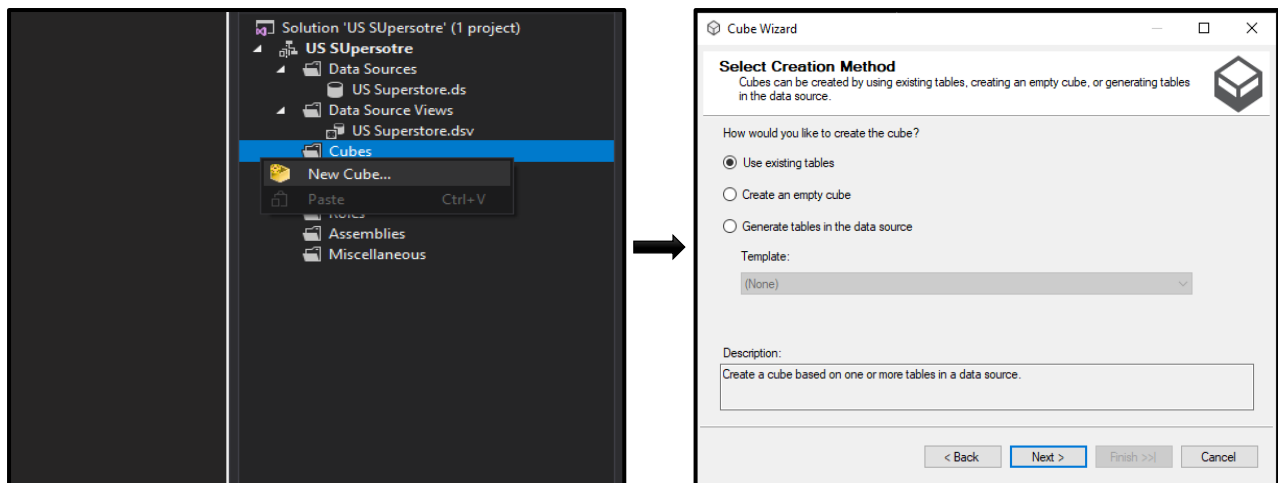 Solution 'US SUpersotre' (1 project)
US SUpersotre
Data Sources
US Superstore.ds
Data Source Views
US Superstore.dsv
Cubes
New Cube...
Paste Ctrl+V
Roles
Assemblies
Miscellaneous
Cube Wizard
Select Creation Method
Cubes can be created by using existing tables, creating an empty cube, or generating tables
in the data source.
How would you like to create the cube?
Use existing tables
Create an empty cube
Generate tables in the data source
Template:
(None)
Description:
Create a cube based on one or more tables in a data source.
< Back Next > Finish >>| Cancel